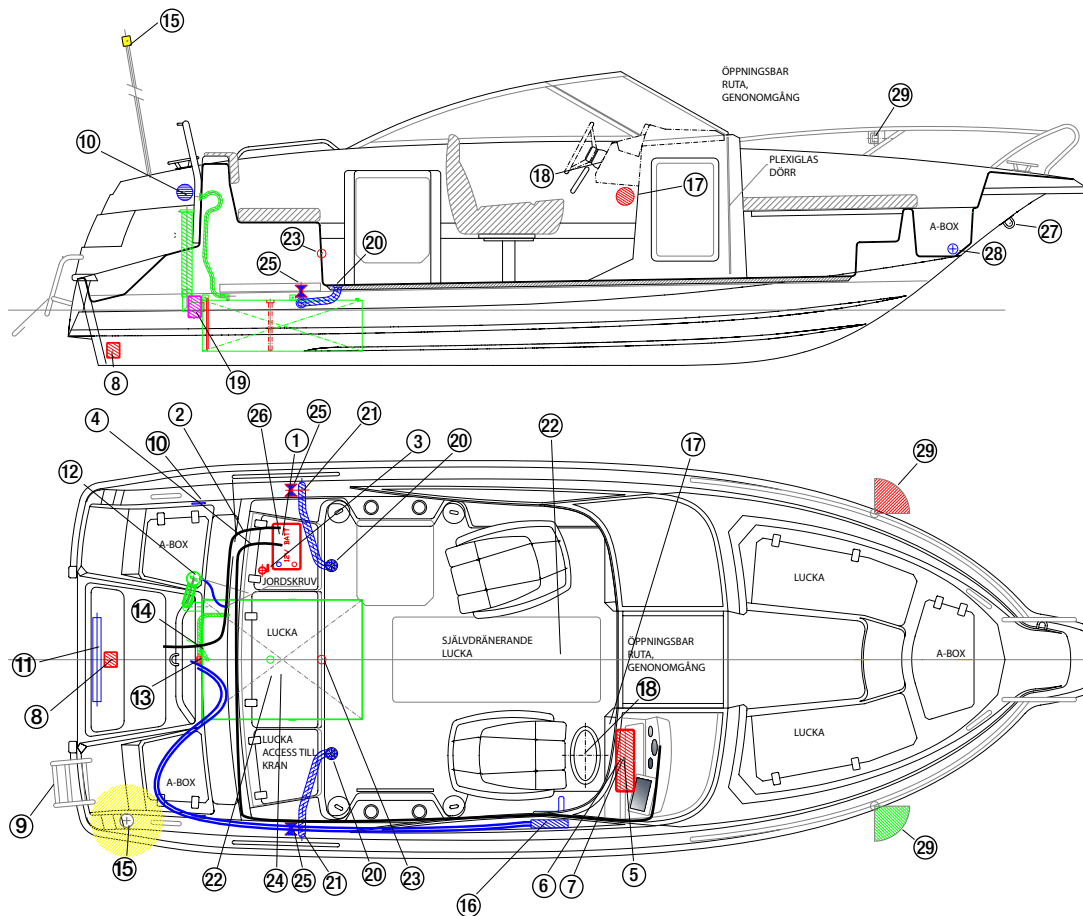 15
ÖPPNINGSBAR
RUTA,
GENONOMGÅNG
29
10
18
17
PLEXIGLAS
DÖRR
A-BOX
27
28
23
20
25
8
19
4
2
26
1
25
21
3
20
22
17
29
10
12
A-BOX
12V BATT
JORDSKRUV
LUCKA
14
LUCKA
SJÄLVDRÄNERANDE
LUCKA
ÖPPNINGSBAR
RUTA,
GENONOMGÅNG
A-BOX
11
8
13
18
LUCKA
ACCESS TILL
KRAN
LUCKA
A-BOX
9
15
22
24
25
21
20
23
16
6
7
5
29